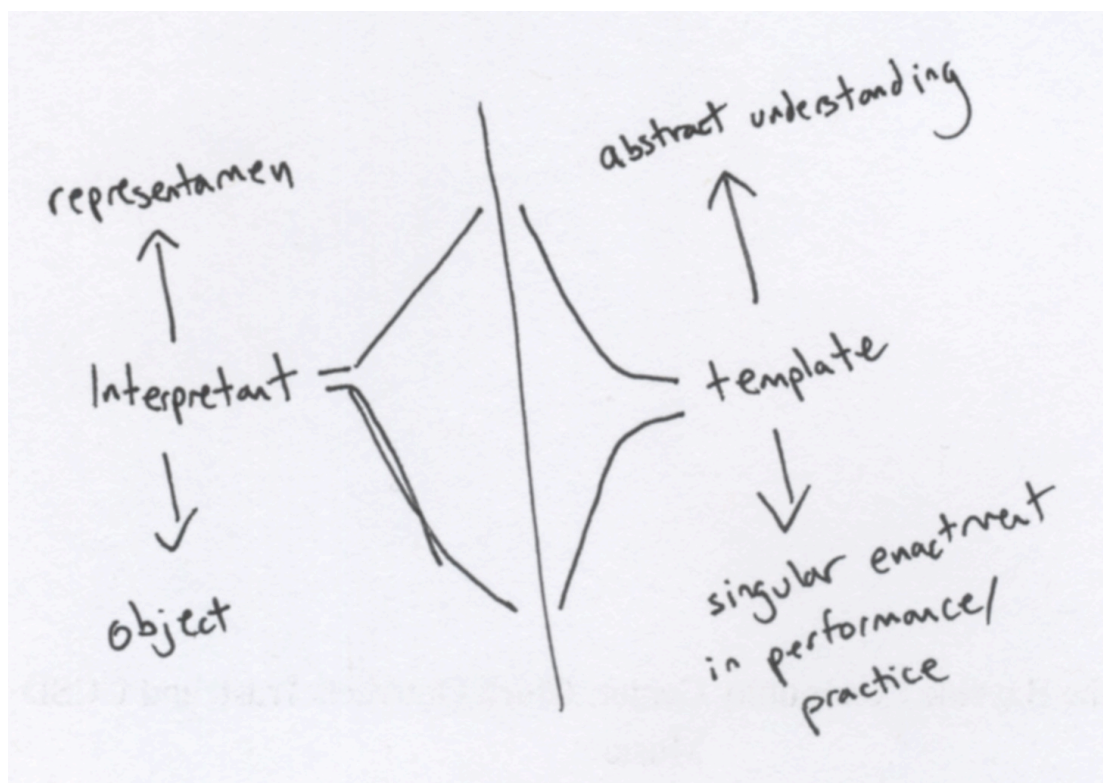 abstract understanding
representamen
Interpretant
template
object
singular enactment
in performance/
practice